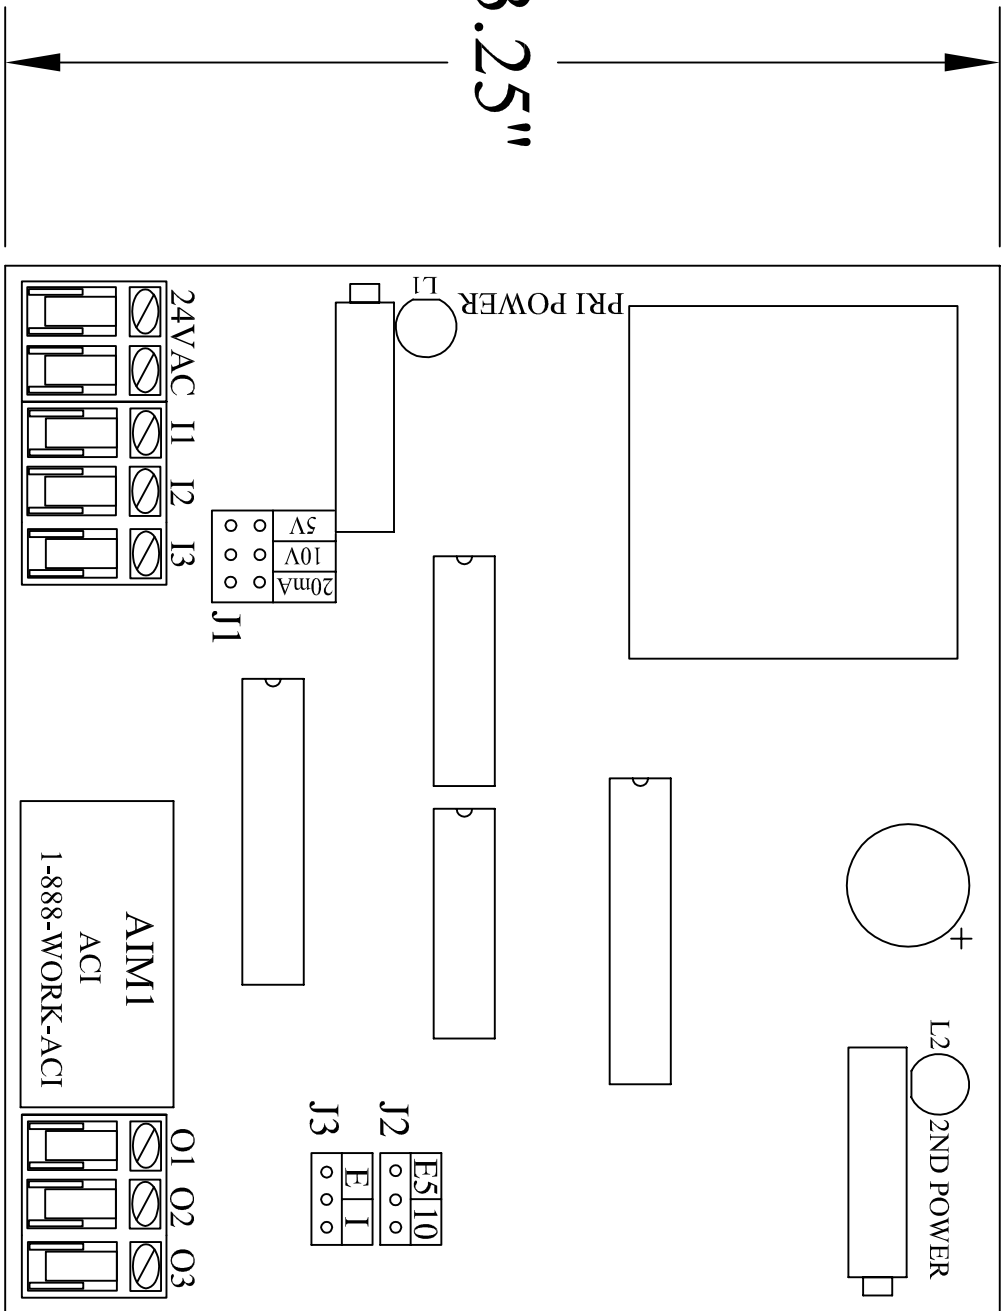 3.25"
+
L2
2ND POWER
PRI POWER
L1
5V
10V
20mA
J1
J2
E5 10
J3
E I
24VAC I1 I2 I3
AIM1
ACI
1-888-WORK-ACI
O1 O2 O3